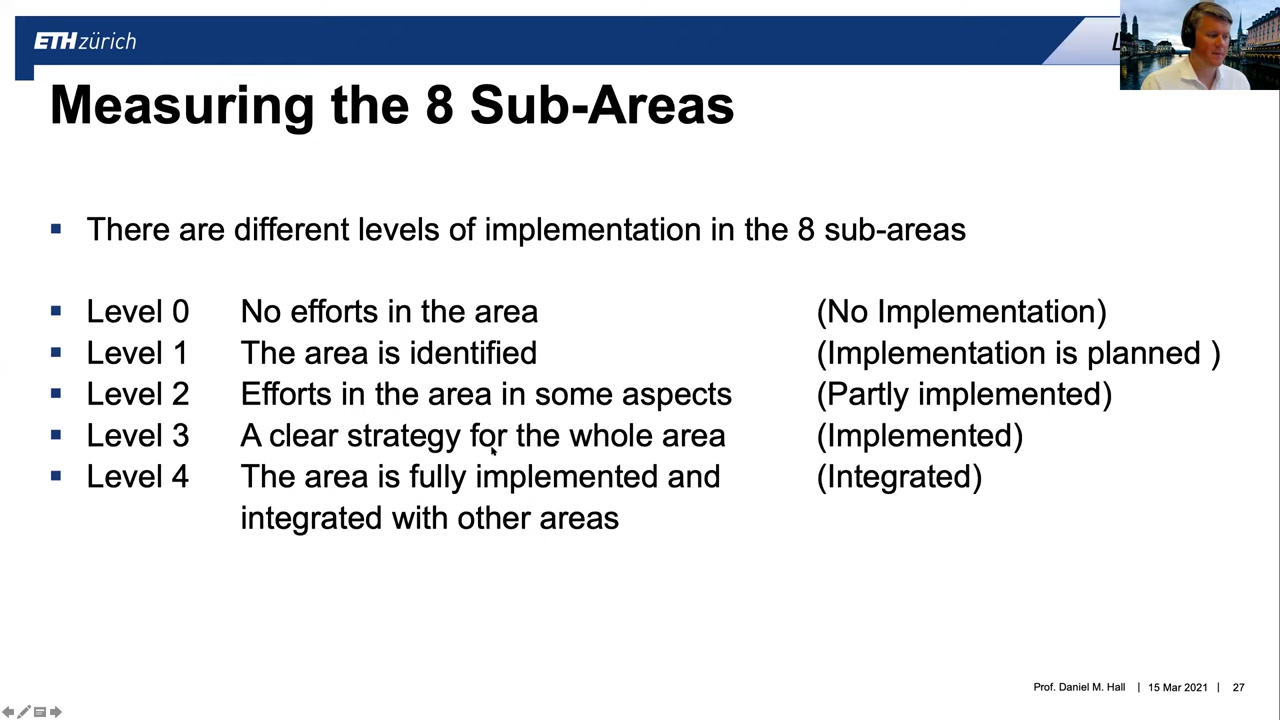 ETH zürich
Measuring the 8 Sub-Areas
▪ There are different levels of implementation in the 8 sub-areas
▪ Level 0 No efforts in the area (No Implementation)
▪ Level 1 The area is identified (Implementation is planned )
▪ Level 2 Efforts in the area in some aspects (Partly implemented)
▪ Level 3 A clear strategy for the whole area (Implemented)
▪ Level 4 The area is fully implemented and (Integrated)
integrated with other areas
Prof. Daniel M. Hall | 15 Mar 2021 | 27